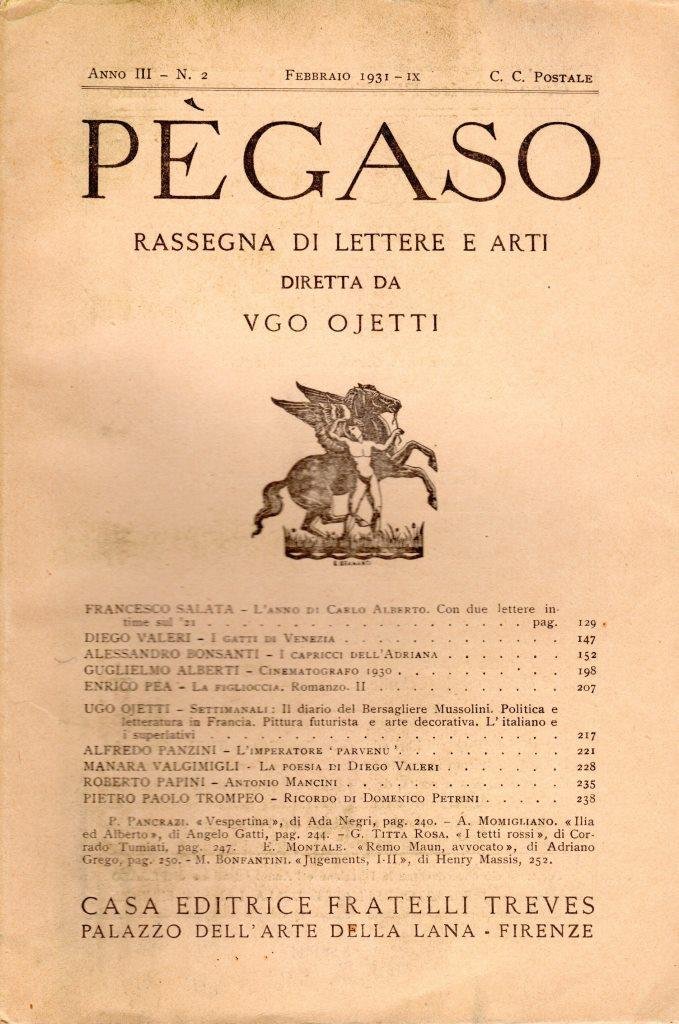 Anno III – N. 2 Febbraio 1931 – IX C. C. Postale
PÈGASO
RASSEGNA DI LETTERE E ARTI
DIRETTA DA
VGO OJETTI
FRANCESCO SALATA – L'anno di Carlo Alberto. Con due lettere in-
time sul '21 . . . . . . . . . . . . . . . . . . . . pag. 129
DIEGO VALERI – I gatti di Venezia . . . . . . . . . . . . . 147
ALESSANDRO BONSANTI – I capricci dell'Adriana . . . . . . . 152
GUGLIELMO ALBERTI – Cinematografo 1930 . . . . . . . . . . 198
ENRICO PEA – La figlioccia. Romanzo. II . . . . . . . . . . . 207
UGO OJETTI – Settimanali: Il diario del Bersagliere Mussolini. Politica e
letteratura in Francia. Pittura futurista e arte decorativa. L'italiano e
i superlativi . . . . . . . . . . . . . . . . . . . . . 217
ALFREDO PANZINI – L'imperatore 'parvenu' . . . . . . . . . . 221
MANARA VALGIMIGLI - La poesia di Diego Valeri . . . . . . . 228
ROBERTO PAPINI – Antonio Mancini . . . . . . . . . . . . . 235
PIETRO PAOLO TROMPEO – Ricordo di Domenico Petrini . . . . . 238
P. Pancrazi. «Vespertina», di Ada Negri, pag. 240. – A. Momigliano. «Ilia
ed Alberto», di Angelo Gatti, pag. 244. – G. Titta Rosa. «I tetti rossi», di Cor-
rado Tumiati, pag. 247. E. Montale. «Remo Maun, avvocato», di Adriano
Grego, pag. 250. - M. Bonfantini. «Jugements, I-II», di Henry Massis, 252.
CASA EDITRICE FRATELLI TREVES
PALAZZO DELL'ARTE DELLA LANA - FIRENZE